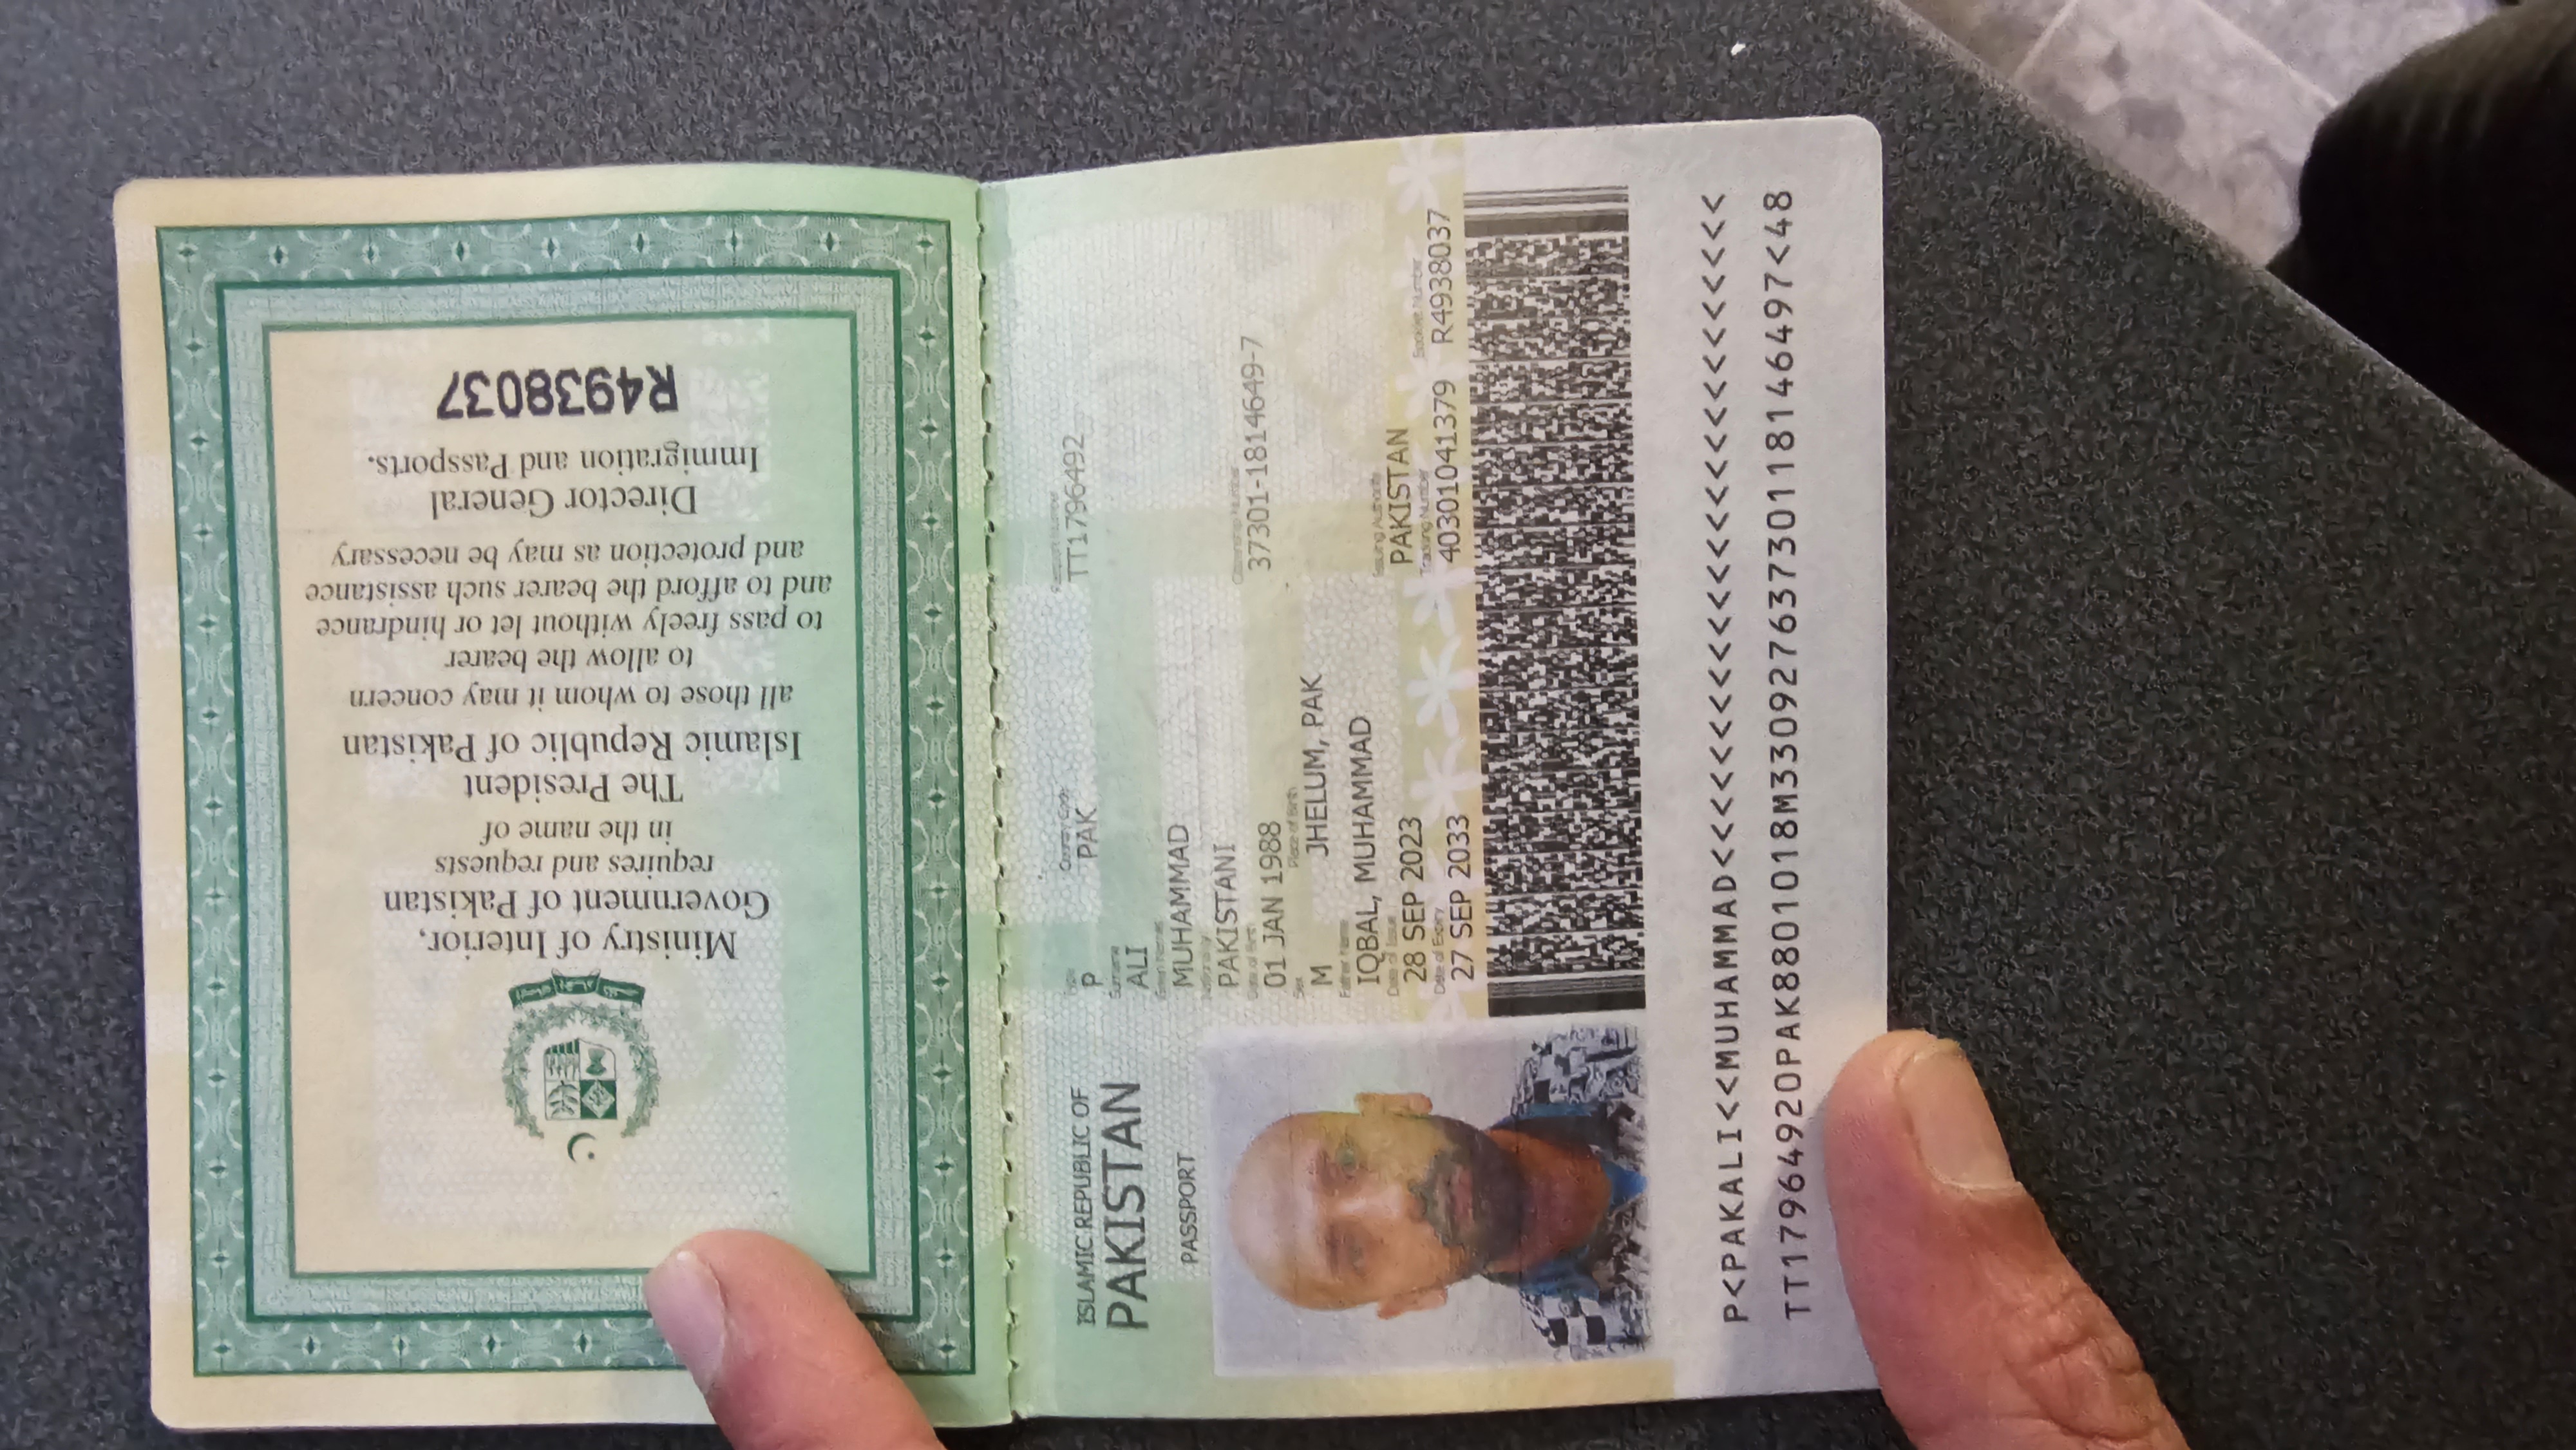 Ministry of Interior,
Government of Pakistan
requires and requests
in the name of
The President
Islamic Republic of Pakistan
all those to whom it may concern
to allow the bearer
to pass freely without let or hindrance
and to afford the bearer such assistance
and protection as may be necessary
Director General
Immigration and Passports.
R4938037
ISLAMIC REPUBLIC OF
PAKISTAN
PASSPORT
Type Country Code Passport Number
P PAK TT1796492
Surname
ALI
Given Names
MUHAMMAD
Nationality
PAKISTANI
Date of Birth Citizenship Number
01 JAN 1988 37301-1814649-7
Sex Place of Birth
M JHELUM, PAK
Father Name
IQBAL, MUHAMMAD
Date of Issue Issuing Authority
28 SEP 2023 PAKISTAN
Date of Expiry Tracking Number Booklet Number
27 SEP 2033 40301041379 R4938037
P<PAKALI<<MUHAMMAD<<<<<<<<<<<<<<<<<<<<<<<<<<
TT17964920PAK8801018M33092763730118146497<48